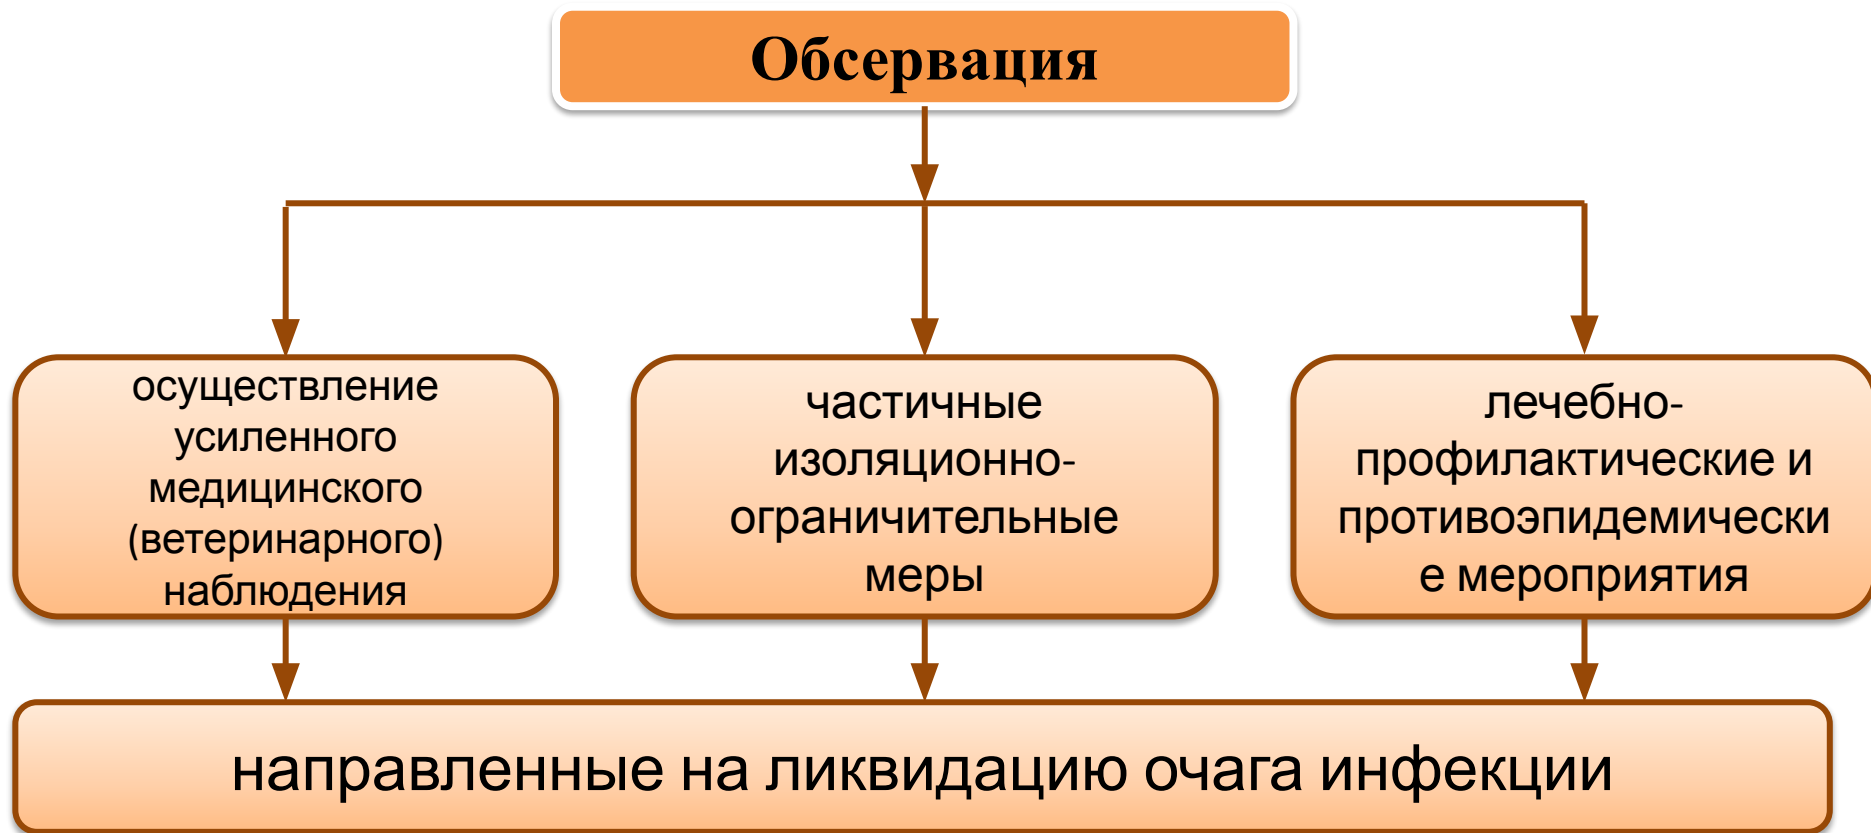 Обсервация
осуществление
усиленного
медицинского
(ветеринарного)
наблюдения
частичные
изоляционно-
ограничительные
меры
лечебно-
профилактические и
противоэпидемически
е мероприятия
направленные на ликвидацию очага инфекции